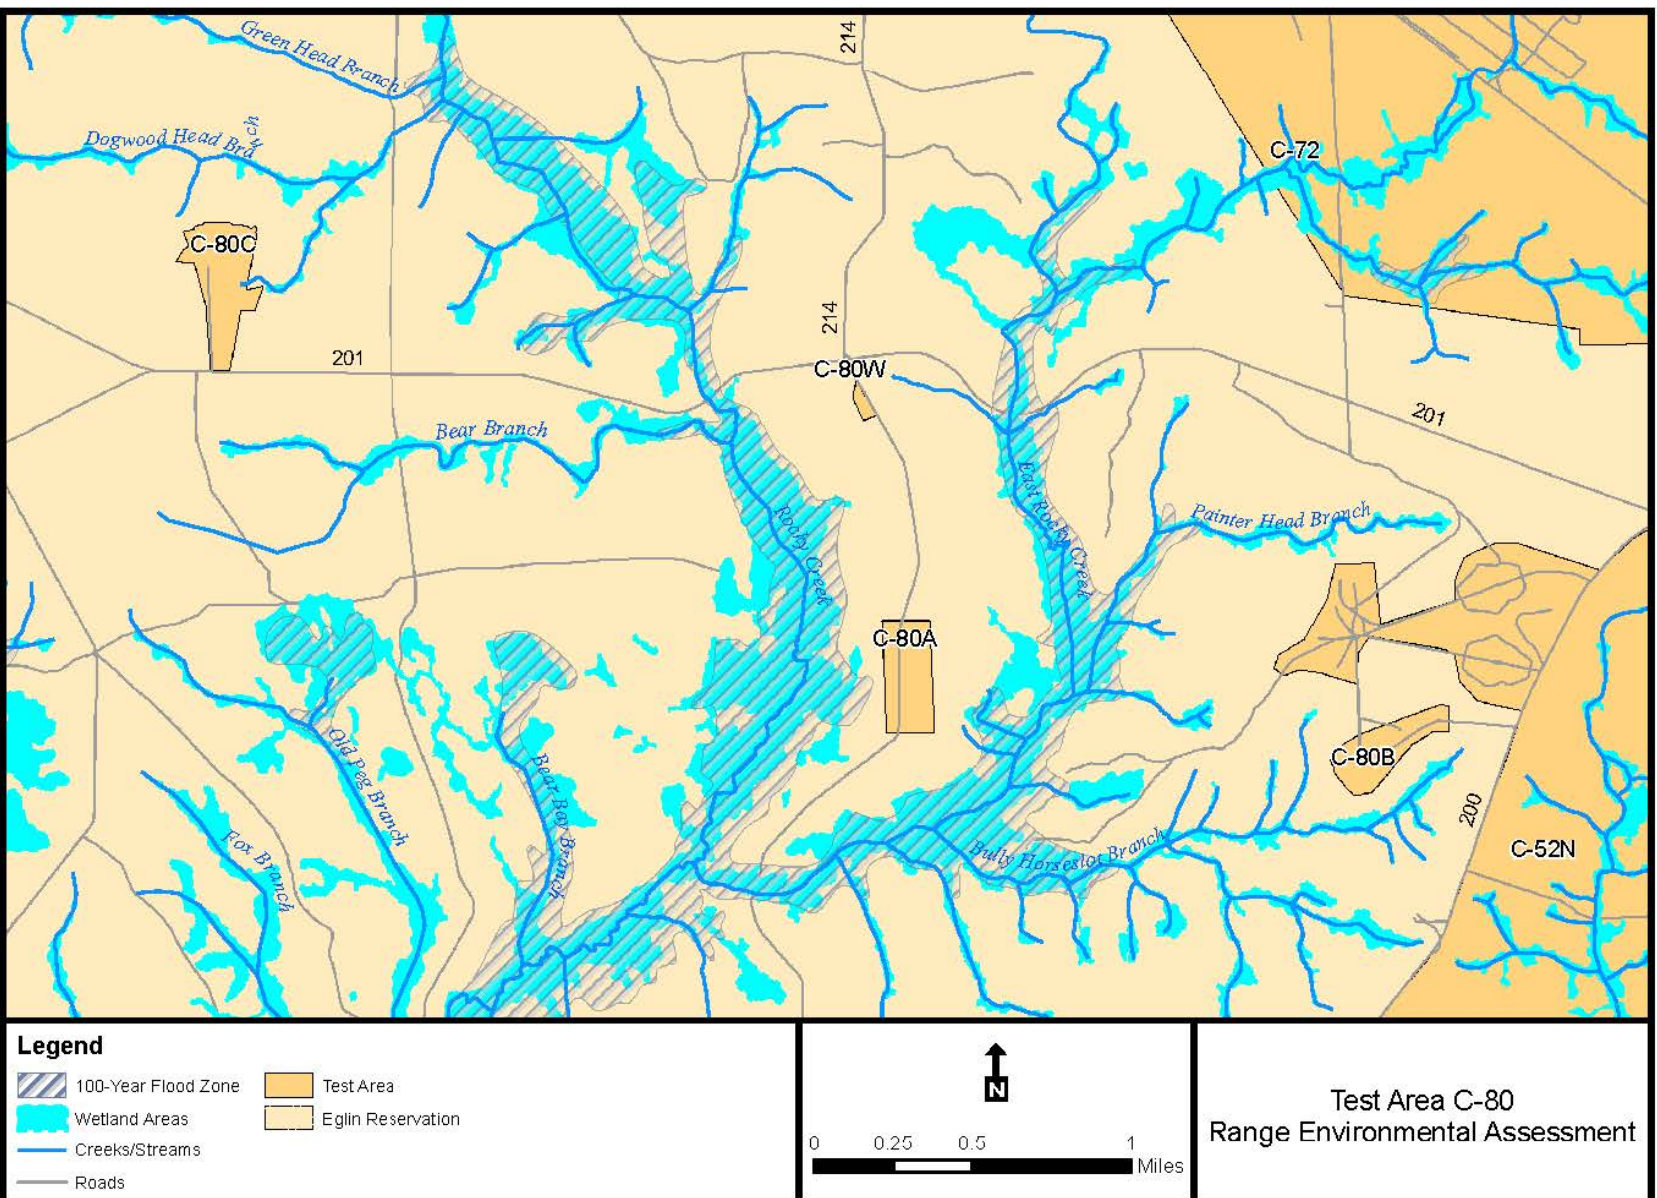 Green Head Branch
214
Dogwood Head Branch
C-72
C-80C
214
201
C-80W
201
Bear Branch
East Rocky Creek
Rocky Creek
Painter Head Branch
C-80A
Old Peg Branch
Bear Bay Branch
C-80B
200
Fox Branch
Bully Horseslot Branch
C-52N
Legend
100-Year Flood Zone
Test Area
Wetland Areas
Eglin Reservation
Creeks/Streams
Roads
N
0 0.25 0.5 1
Miles
Test Area C-80
Range Environmental Assessment